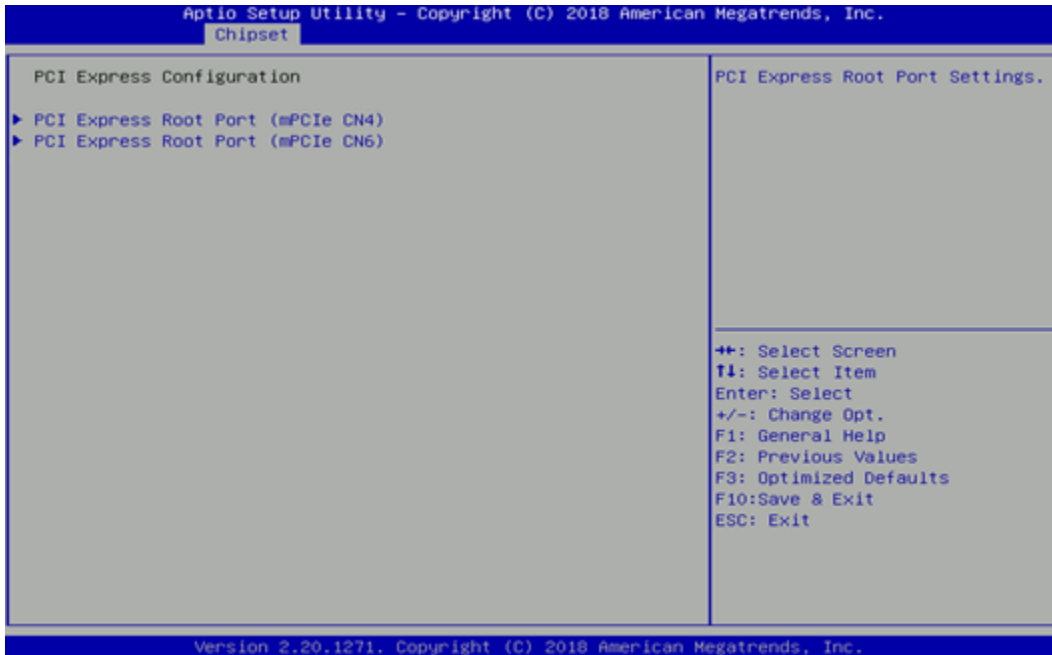 Aptio Setup Utility – Copyright (C) 2018 American Megatrends, Inc.
Chipset
PCI Express Configuration
▶ PCI Express Root Port (mPCIe CN4)
▶ PCI Express Root Port (mPCIe CN6)
PCI Express Root Port Settings.
→←: Select Screen
↑↓: Select Item
Enter: Select
+/-: Change Opt.
F1: General Help
F2: Previous Values
F3: Optimized Defaults
F10:Save & Exit
ESC: Exit
Version 2.20.1271. Copyright (C) 2018 American Megatrends, Inc.